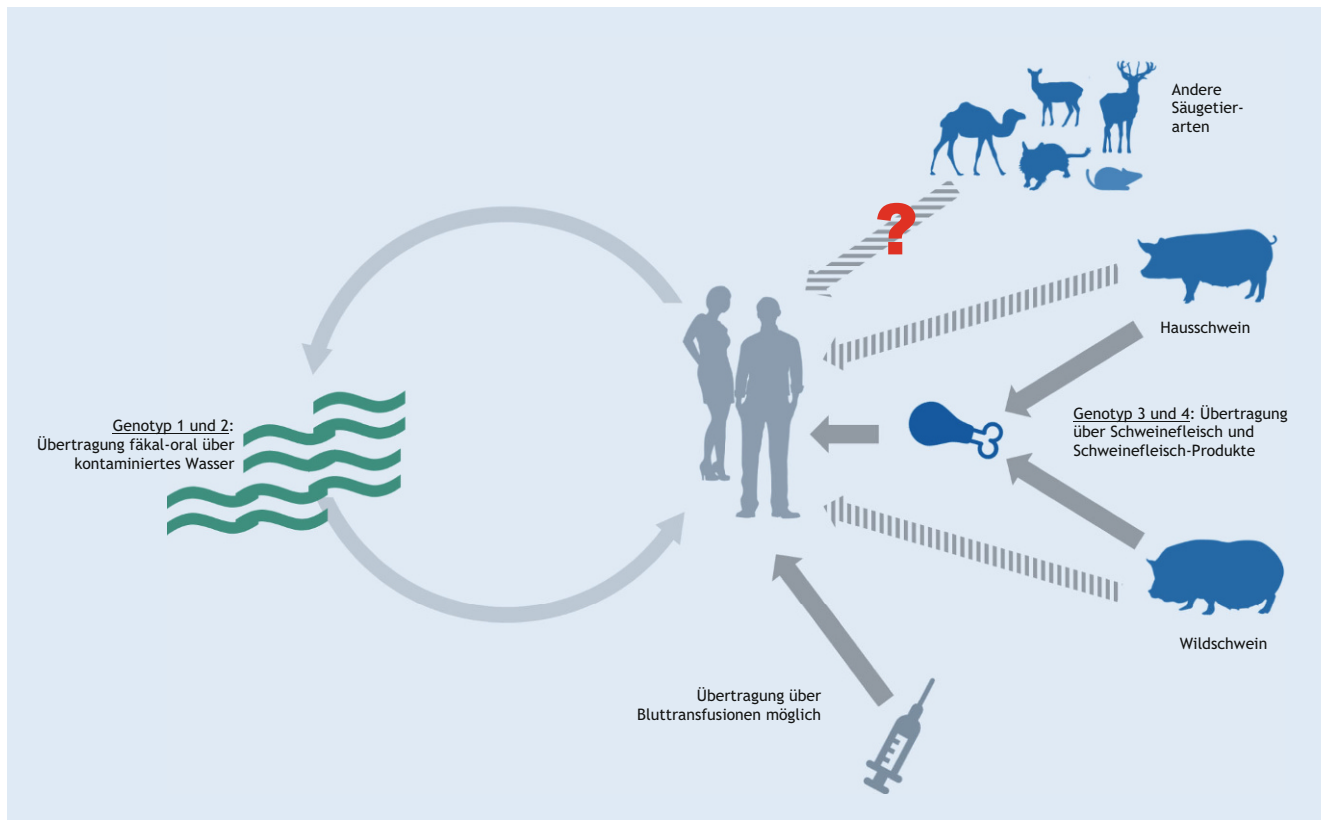 Andere
Säugetier-
arten
?
Hausschwein
Genotyp 1 und 2:
Übertragung fäkal-oral über
kontaminiertes Wasser
Genotyp 3 und 4: Übertragung
über Schweinefleisch und
Schweinefleisch-Produkte
Wildschwein
Übertragung über
Bluttransfusionen möglich